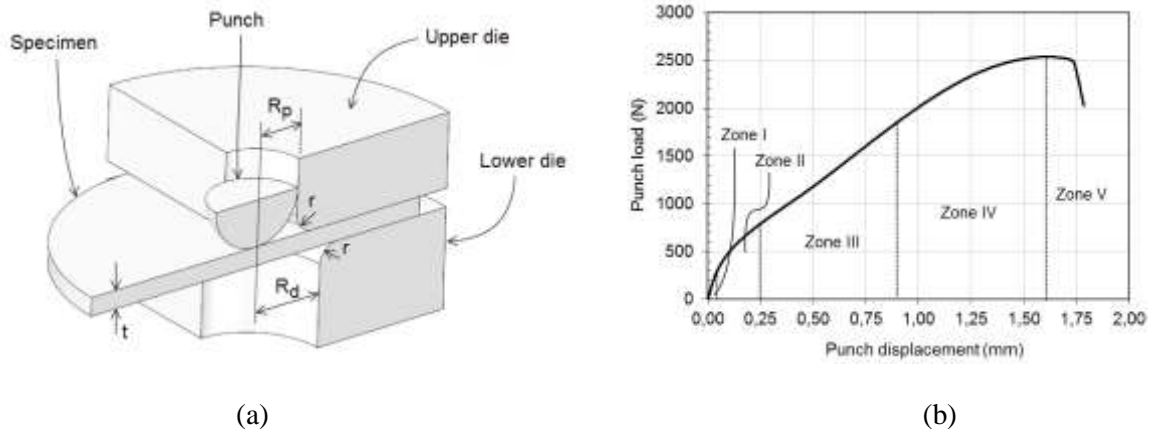 Punch
Specimen
Upper die
Rp
Lower die
r
r
Rd
t
(a)
3000
2500
2000
1500
1000
500
0
Punch load (N)
Zone I
Zone II
Zone III
Zone IV
Zone V
0,00 0,25 0,50 0,75 1,00 1,25 1,50 1,75 2,00
Punch displacement (mm)
(b)